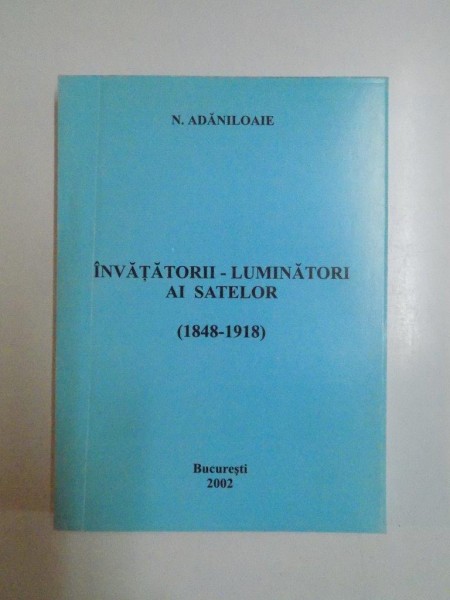 N. ADĂNILOAIE
ÎNVĂȚĂTORII - LUMINĂTORI
AI SATELOR
(1848-1918)
București
2002